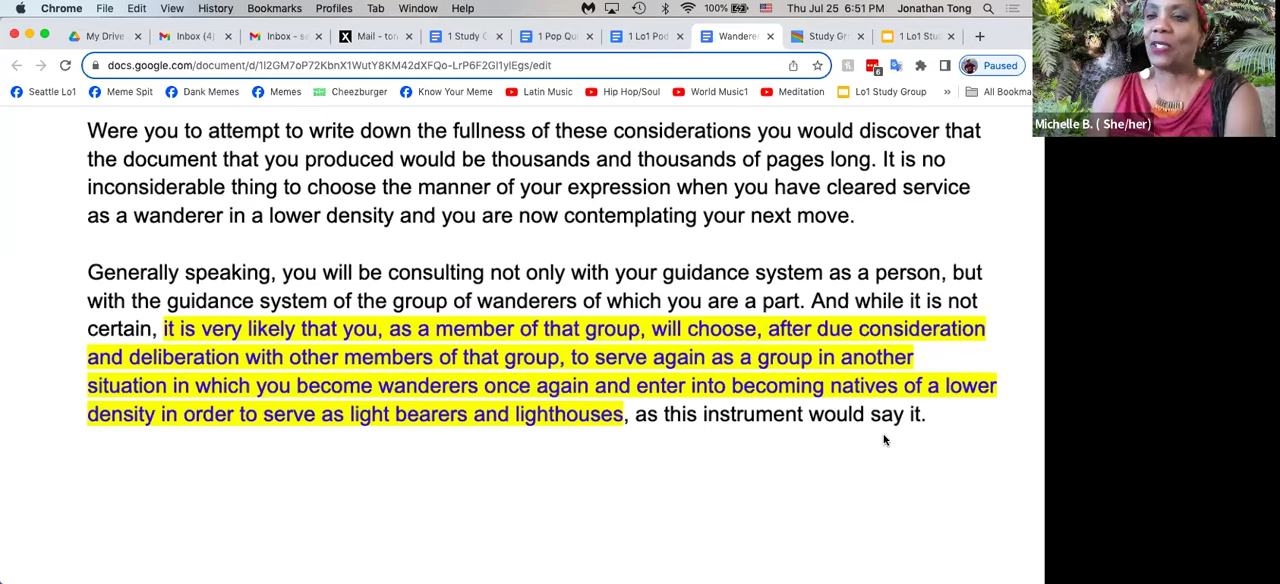 Chrome File Edit View History Bookmarks Profiles Tab Window Help 100% Thu Jul 25 6:51 PM Jonathan Tong
My Drive Inbox (4) Inbox - se X Mail - tor 1 Study G 1 Pop Qu 1 Lo1 Pod Wandere Study Gr 1 Lo1 Stu
docs.google.com/document/d/ Paused
6
Seattle Lo1 Meme Spit Dank Memes Memes Cheezburger Know Your Meme Latin Music Hip Hop/Soul World Music1 Meditation Lo1 Study Group » All Bookma
Michelle B. ( She/her)
Were you to attempt to write down the fullness of these considerations you would discover that
the document that you produced would be thousands and thousands of pages long. It is no
inconsiderable thing to choose the manner of your expression when you have cleared service
as a wanderer in a lower density and you are now contemplating your next move.
Generally speaking, you will be consulting not only with your guidance system as a person, but
with the guidance system of the group of wanderers of which you are a part. And while it is not
certain, it is very likely that you, as a member of that group, will choose, after due consideration
and deliberation with other members of that group, to serve again as a group in another
situation in which you become wanderers once again and enter into becoming natives of a lower
density in order to serve as light bearers and lighthouses, as this instrument would say it.